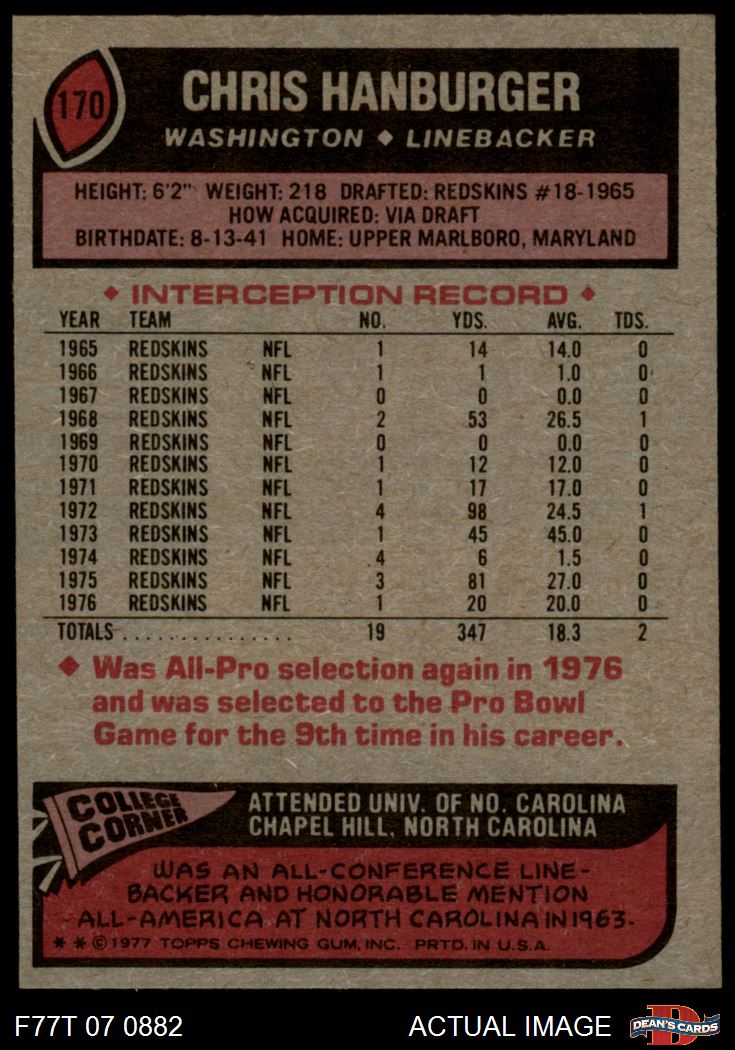 170
CHRIS HANBURGER
WASHINGTON ◆ LINEBACKER
HEIGHT: 6'2" WEIGHT: 218 DRAFTED: REDSKINS #18-1965
HOW ACQUIRED: VIA DRAFT
BIRTHDATE: 8-13-41 HOME: UPPER MARLBORO, MARYLAND
◆ INTERCEPTION RECORD ◆
YEAR TEAM NO. YDS. AVG. TDS.
1965 REDSKINS NFL 1 14 14.0 0
1966 REDSKINS NFL 1 1 1.0 0
1967 REDSKINS NFL 0 0 0.0 0
1968 REDSKINS NFL 2 53 26.5 1
1969 REDSKINS NFL 0 0 0.0 0
1970 REDSKINS NFL 1 12 12.0 0
1971 REDSKINS NFL 1 17 17.0 0
1972 REDSKINS NFL 4 98 24.5 1
1973 REDSKINS NFL 1 45 45.0 0
1974 REDSKINS NFL 4 6 1.5 0
1975 REDSKINS NFL 3 81 27.0 0
1976 REDSKINS NFL 1 20 20.0 0
TOTALS . . . . . . . . . . . . . . . . 19 347 18.3 2
◆ Was All-Pro selection again in 1976
and was selected to the Pro Bowl
Game for the 9th time in his career.
COLLEGE
CORNER
ATTENDED UNIV. OF NO. CAROLINA
CHAPEL HILL, NORTH CAROLINA
WAS AN ALL-CONFERENCE LINE-
BACKER AND HONORABLE MENTION
ALL-AMERICA AT NORTH CAROLINA IN 1963.
* * © 1977 TOPPS CHEWING GUM, INC. PRTD. IN U.S.A.
F77T 07 0882 ACTUAL IMAGE
D
DEAN'S CARDS